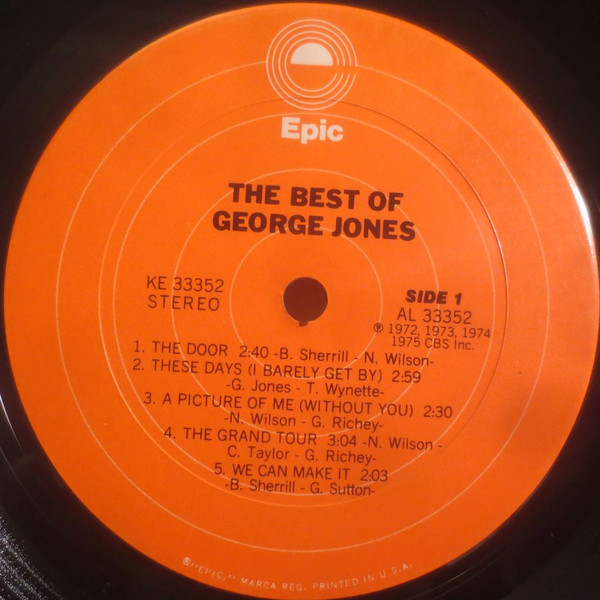 Epic
THE BEST OF
GEORGE JONES
KE 33352
STEREO
SIDE 1
AL 33352
℗ 1972, 1973, 1974
1975 CBS Inc.
1. THE DOOR 2:40 -B. Sherrill - N. Wilson-
2. THESE DAYS (I BARELY GET BY) 2:59
-G. Jones - T. Wynette-
3. A PICTURE OF ME (WITHOUT YOU) 2:30
-N. Wilson - G. Richey-
4. THE GRAND TOUR 3:04 -N. Wilson -
C. Taylor - G. Richey-
5. WE CAN MAKE IT 2:03
-B. Sherrill - G. Sutton-
®"EPIC," MARCA REG. PRINTED IN U.S.A.